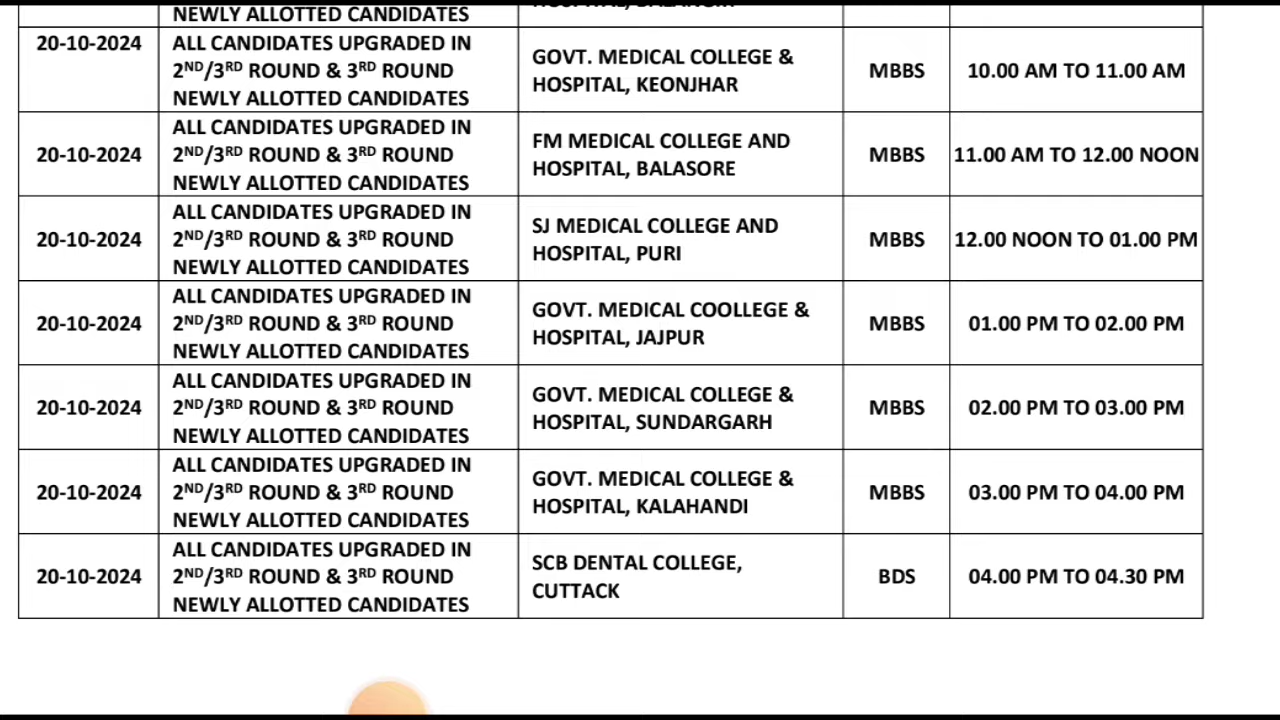 NEWLY ALLOTTED CANDIDATES
20-10-2024
ALL CANDIDATES UPGRADED IN
2ND/3RD ROUND & 3RD ROUND
NEWLY ALLOTTED CANDIDATES
GOVT. MEDICAL COLLEGE &
HOSPITAL, KEONJHAR
MBBS
10.00 AM TO 11.00 AM
20-10-2024
ALL CANDIDATES UPGRADED IN
2ND/3RD ROUND & 3RD ROUND
NEWLY ALLOTTED CANDIDATES
FM MEDICAL COLLEGE AND
HOSPITAL, BALASORE
MBBS
11.00 AM TO 12.00 NOON
20-10-2024
ALL CANDIDATES UPGRADED IN
2ND/3RD ROUND & 3RD ROUND
NEWLY ALLOTTED CANDIDATES
SJ MEDICAL COLLEGE AND
HOSPITAL, PURI
MBBS
12.00 NOON TO 01.00 PM
20-10-2024
ALL CANDIDATES UPGRADED IN
2ND/3RD ROUND & 3RD ROUND
NEWLY ALLOTTED CANDIDATES
GOVT. MEDICAL COOLLEGE &
HOSPITAL, JAJPUR
MBBS
01.00 PM TO 02.00 PM
20-10-2024
ALL CANDIDATES UPGRADED IN
2ND/3RD ROUND & 3RD ROUND
NEWLY ALLOTTED CANDIDATES
GOVT. MEDICAL COLLEGE &
HOSPITAL, SUNDARGARH
MBBS
02.00 PM TO 03.00 PM
20-10-2024
ALL CANDIDATES UPGRADED IN
2ND/3RD ROUND & 3RD ROUND
NEWLY ALLOTTED CANDIDATES
GOVT. MEDICAL COLLEGE &
HOSPITAL, KALAHANDI
MBBS
03.00 PM TO 04.00 PM
20-10-2024
ALL CANDIDATES UPGRADED IN
2ND/3RD ROUND & 3RD ROUND
NEWLY ALLOTTED CANDIDATES
SCB DENTAL COLLEGE,
CUTTACK
BDS
04.00 PM TO 04.30 PM